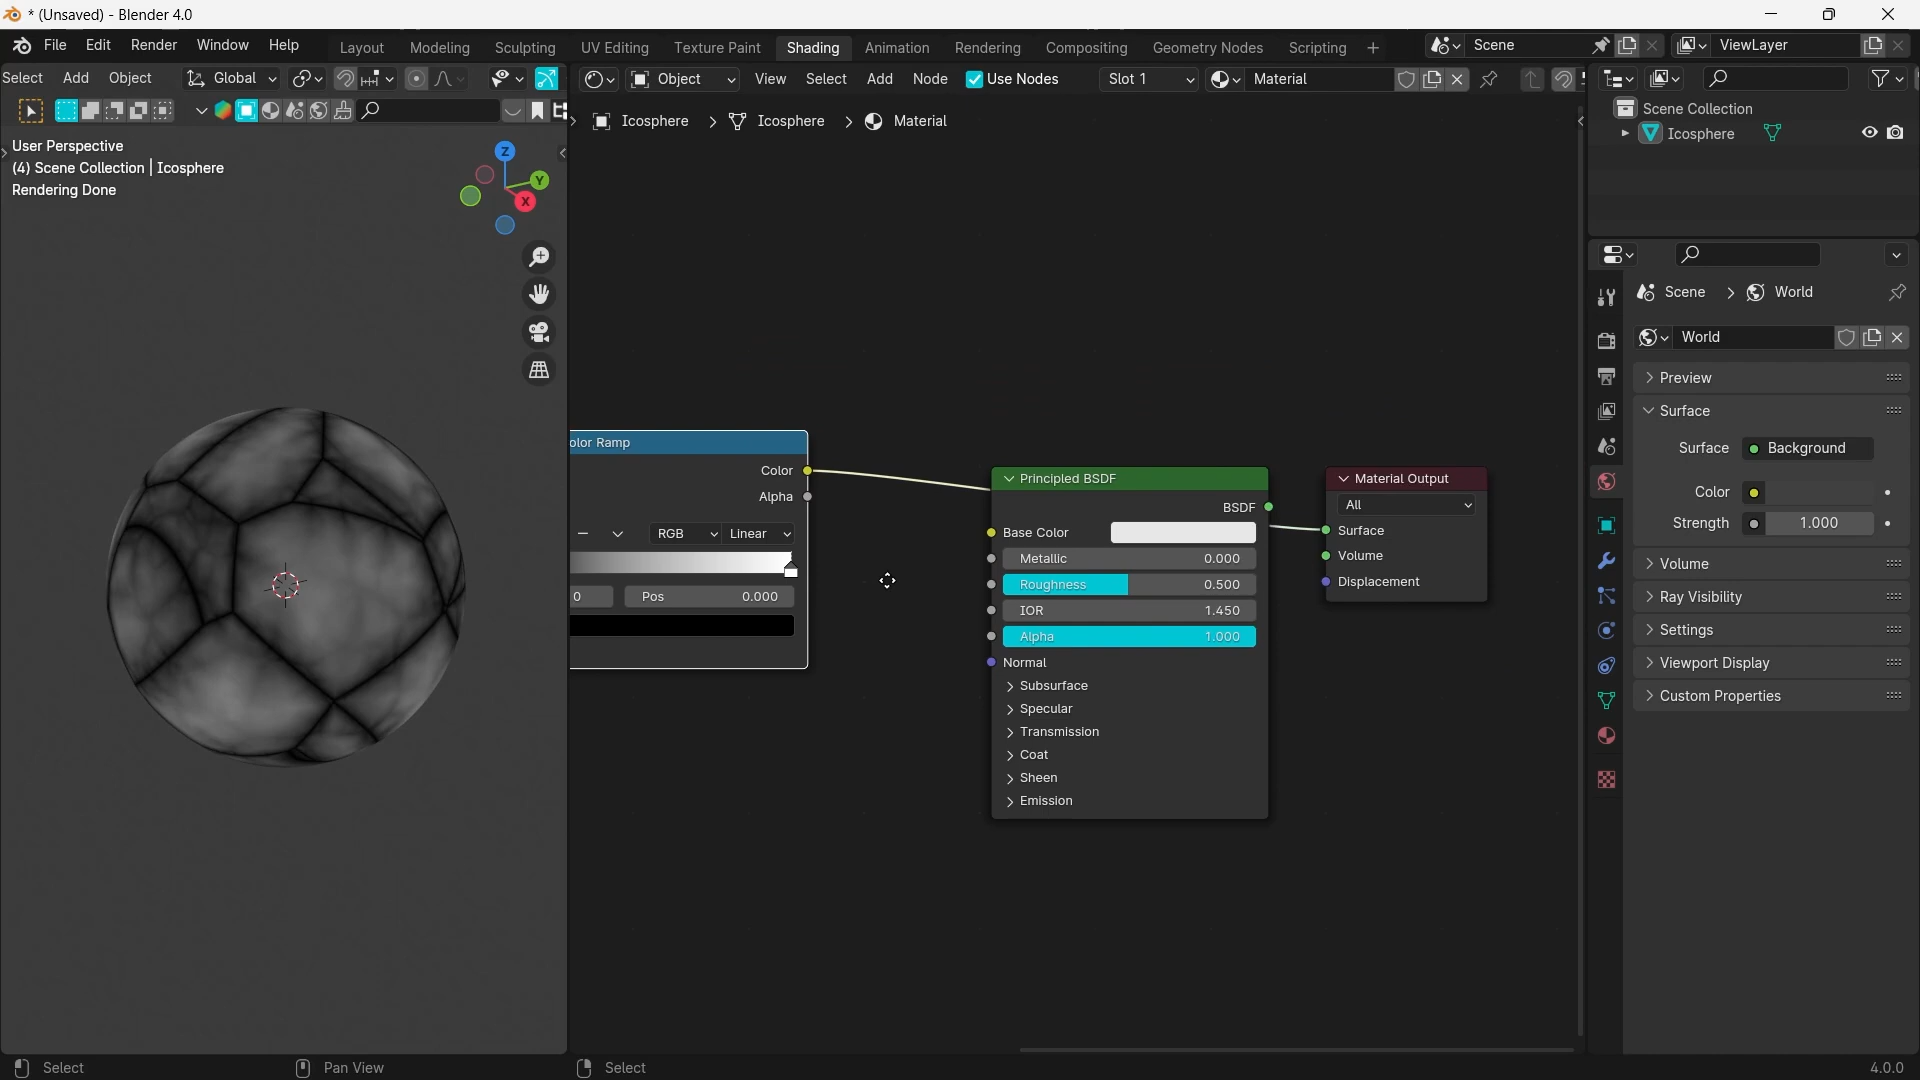 * (Unsaved) - Blender 4.0
File Edit Render Window Help
Layout Modeling Sculpting UV Editing Texture Paint Shading Animation Rendering Compositing Geometry Nodes Scripting
Scene
ViewLayer
Select Add Object Global
Object View Select Add Node Use Nodes Slot 1 Material
User Perspective
(4) Scene Collection | Icosphere
Rendering Done
Z
Y
X
Icosphere > Icosphere > Material
olor Ramp
Color
Alpha
RGB Linear
0 Pos 0.000
Principled BSDF
BSDF
Base Color
Metallic 0.000
Roughness 0.500
IOR 1.450
Alpha 1.000
Normal
Subsurface
Specular
Transmission
Coat
Sheen
Emission
Material Output
All
Surface
Volume
Displacement
Scene Collection
Icosphere
Scene > World
World
Preview
Surface
Surface Background
Color
Strength 1.000
Volume
Ray Visibility
Settings
Viewport Display
Custom Properties
Select Pan View Select 4.0.0